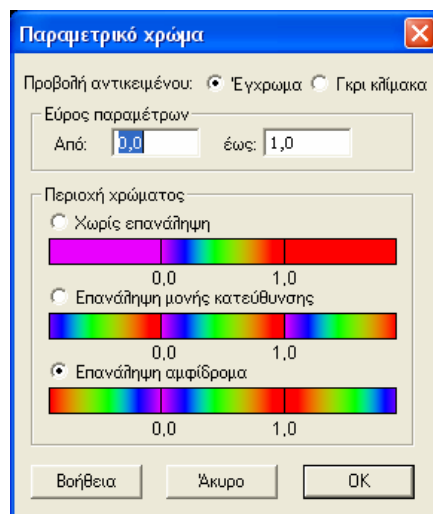 Παραμετρικό χρώμα
Προβολή αντικειμένου: Έγχρωμα Γκρι κλίμακα
Εύρος παραμέτρων
Από: 0,0 έως: 1,0
Περιοχή χρώματος
Χωρίς επανάληψη
0,0 1,0
Επανάληψη μονής κατεύθυνσης
0,0 1,0
Επανάληψη αμφίδρομα
0,0 1,0
Βοήθεια Άκυρο OK